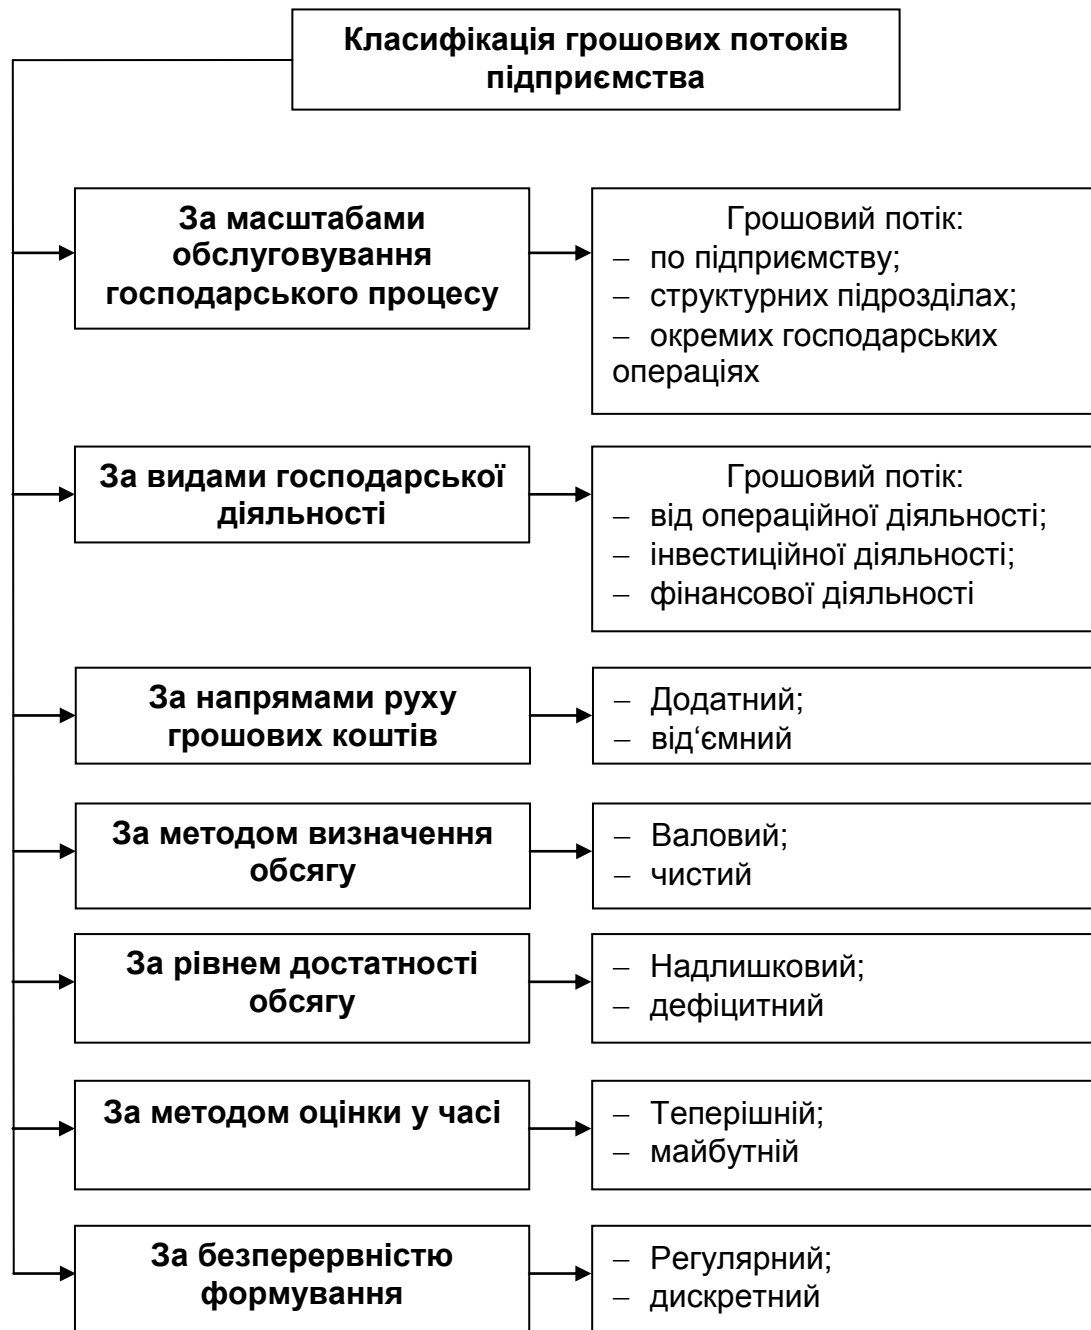 Класифікація грошових потоків
підприємства
За масштабами
обслуговування
господарського процесу
Грошовий потік:
– по підприємству;
– структурних підрозділах;
– окремих господарських
операціях
За видами господарської
діяльності
Грошовий потік:
– від операційної діяльності;
– інвестиційної діяльності;
– фінансової діяльності
За напрямами руху
грошових коштів
– Додатний;
– від‘ємний
За методом визначення
обсягу
– Валовий;
– чистий
За рівнем достатності
обсягу
– Надлишковий;
– дефіцитний
За методом оцінки у часі
– Теперішній;
– майбутній
За безперервністю
формування
– Регулярний;
– дискретний